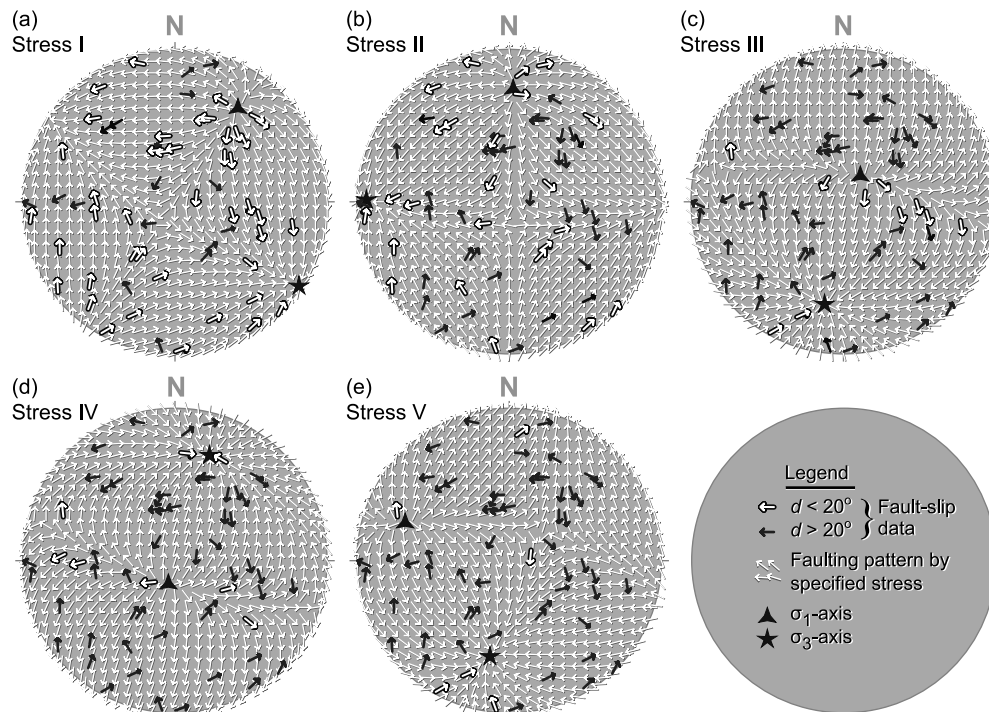 (a)
Stress I
N
(b)
Stress II
N
(c)
Stress III
N
(d)
Stress IV
N
(e)
Stress V
N
Legend
d < 20°
d > 20°
} Fault-slip
data
Faulting pattern by
specified stress
σ1-axis
σ3-axis